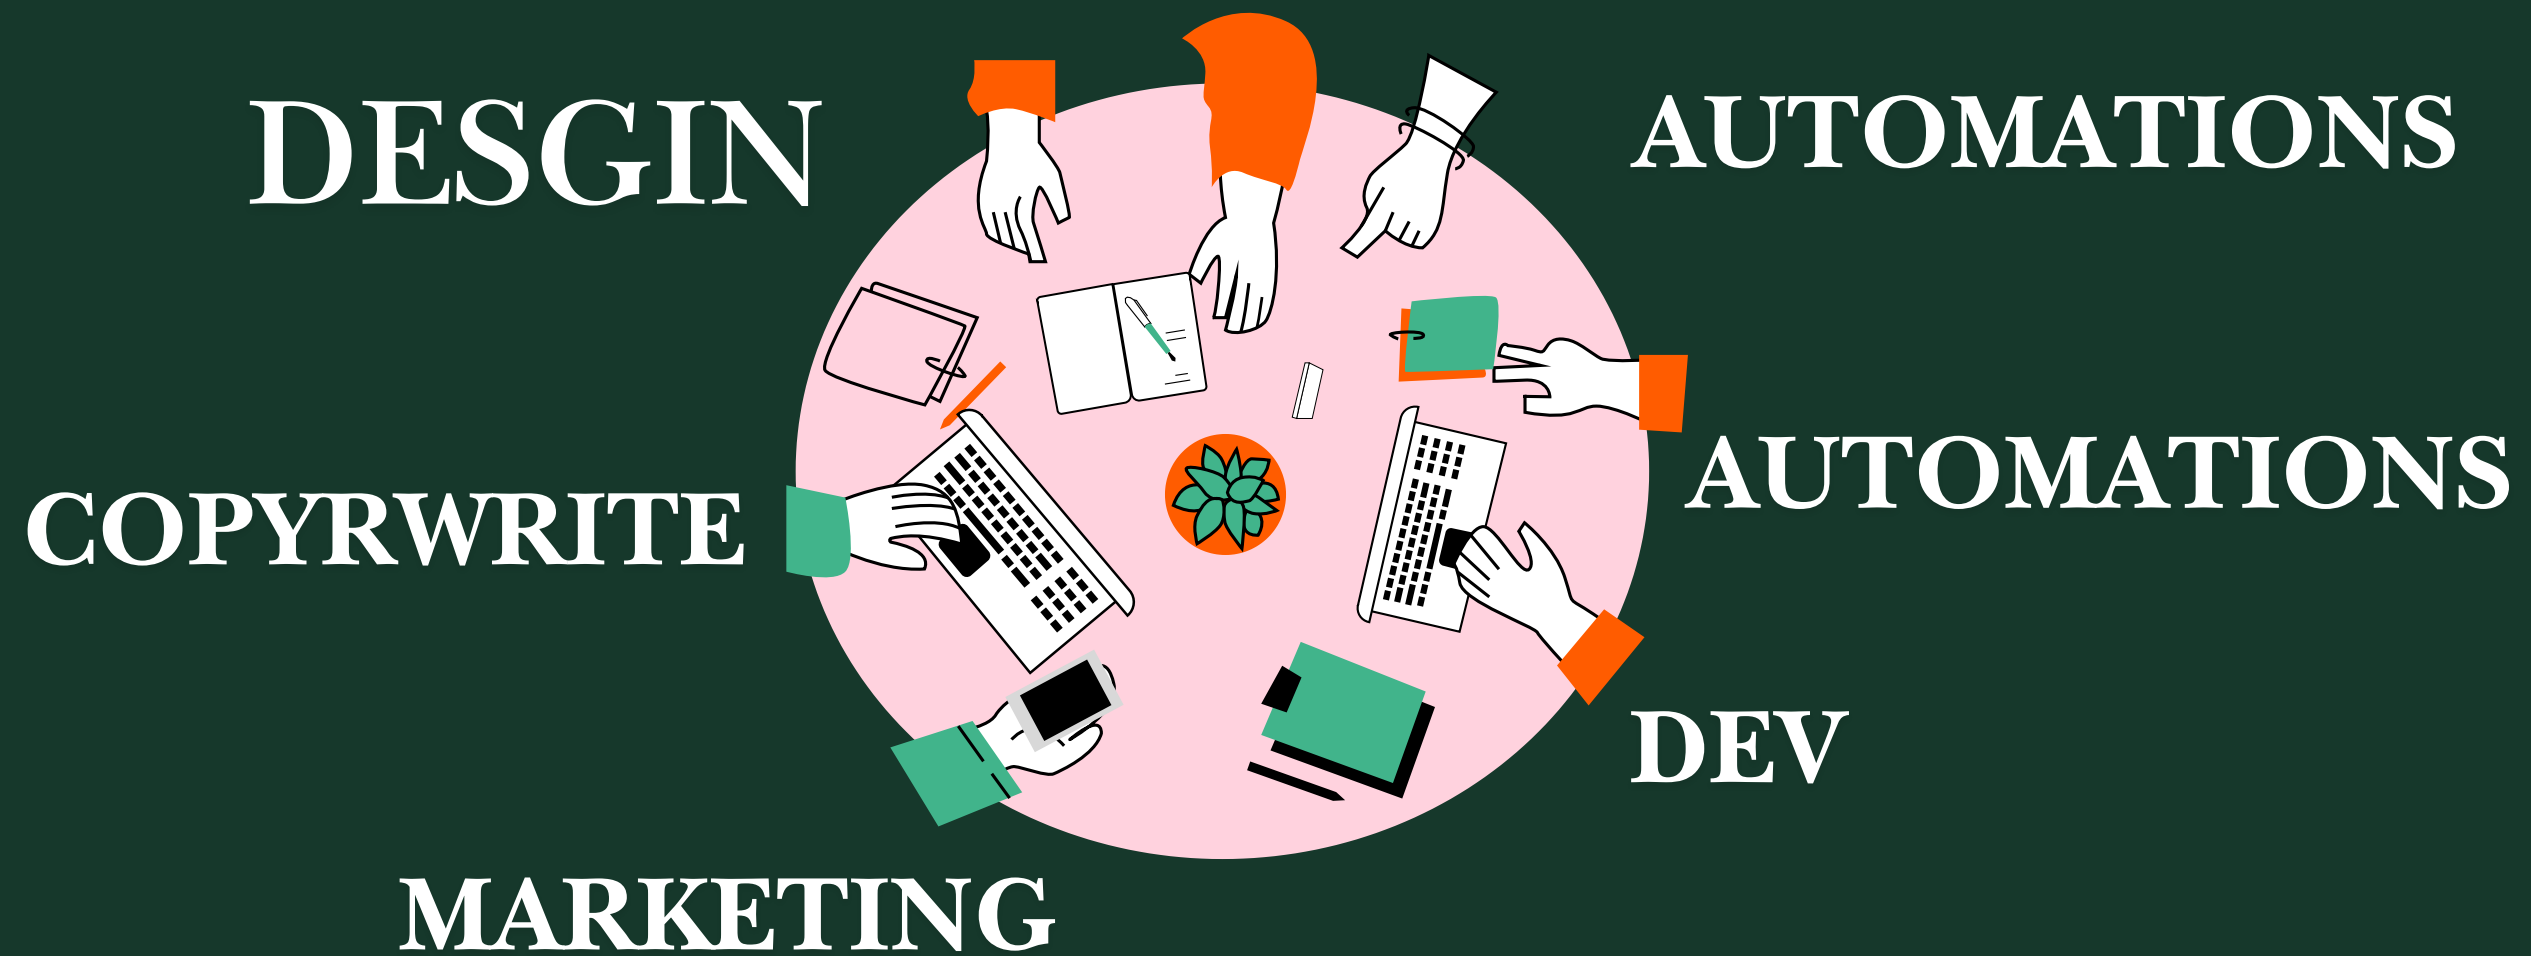 DESGIN
AUTOMATIONS
COPYRWRITE
AUTOMATIONS
DEV
MARKETING